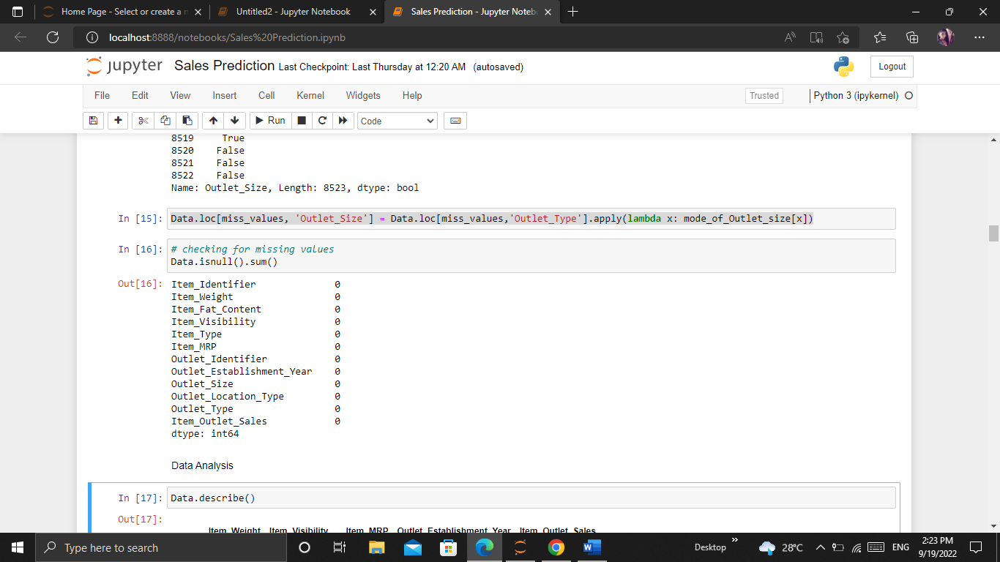 Home Page - Select or create a n
Untitled2 - Jupyter Notebook
Sales Prediction - Jupyter Noteb
localhost:8888/notebooks/Sales%20Prediction.ipynb
jupyter Sales Prediction Last Checkpoint: Last Thursday at 12:20 AM (autosaved)
Logout
File Edit View Insert Cell Kernel Widgets Help
Trusted
Python 3 (ipykernel)
Run
Code
8519 True
8520 False
8521 False
8522 False
Name: Outlet_Size, Length: 8523, dtype: bool
In [15]: Data.loc[miss_values, 'Outlet_Size'] = Data.loc[miss_values,'Outlet_Type'].apply(lambda x: mode_of_Outlet_size[x])
In [16]: # checking for missing values
Data.isnull().sum()
Out[16]: Item_Identifier 0
Item_Weight 0
Item_Fat_Content 0
Item_Visibility 0
Item_Type 0
Item_MRP 0
Outlet_Identifier 0
Outlet_Establishment_Year 0
Outlet_Size 0
Outlet_Location_Type 0
Outlet_Type 0
Item_Outlet_Sales 0
dtype: int64
Data Analysis
In [17]: Data.describe()
Out[17]:
Item_Weight Item_Visibility Item_MRP Outlet_Establishment_Year Item_Outlet_Sales
Type here to search
Desktop
28°C
ENG
2:23 PM
9/19/2022